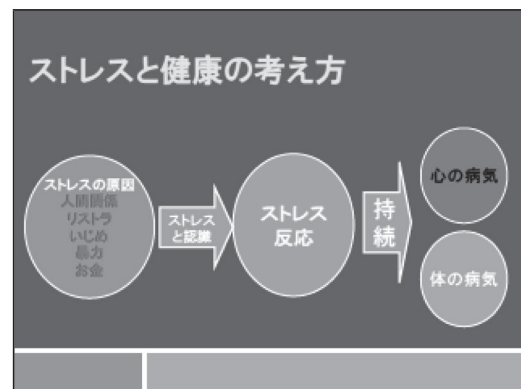 ストレスと健康の考え方
ストレスの原因
人間関係
リストラ
いじめ
暴力
お金
ストレス
と認識
ストレス
反応
持
続
心の病気
体の病気